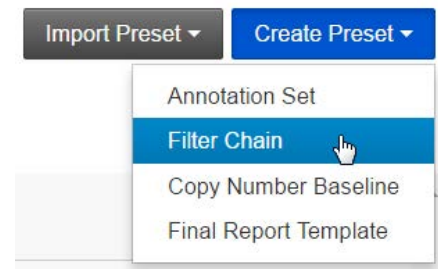 Import Preset Create Preset
Annotation Set
Filter Chain
Copy Number Baseline
Final Report Template